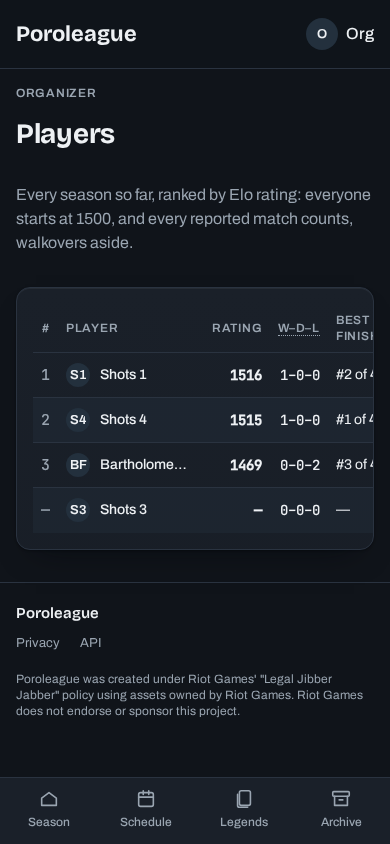 Poroleague
O Org
ORGANIZER
Players
Every season so far, ranked by Elo rating: everyone
starts at 1500, and every reported match counts,
walkovers aside.
# PLAYER RATING W–D–L BEST
1 S1 Shots 1 1516 1–0–0 #2 of
2 S4 Shots 4 1515 1–0–0 #1 of
3 BF Bartholome… 1469 0–0–2 #3 of
— S3 Shots 3 — 0–0–0 —
Poroleague
Privacy API
Poroleague was created under Riot Games' "Legal Jibber
Jabber" policy using assets owned by Riot Games. Riot Games
does not endorse or sponsor this project.
Season Schedule Legends Archive